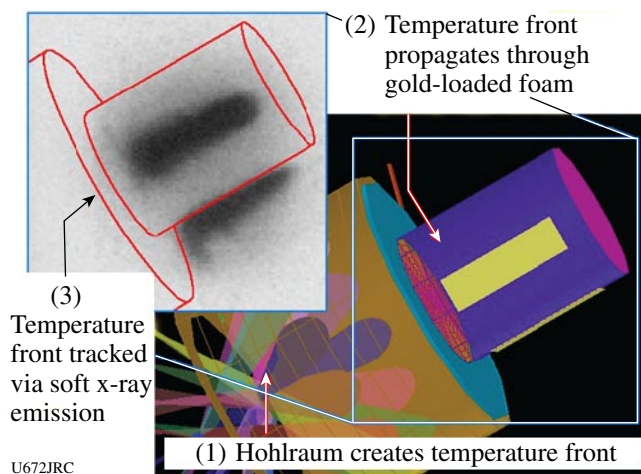 (2) Temperature front
propagates through
gold-loaded foam
(3)
Temperature
front tracked
via soft x-ray
emission
(1) Hohlraum creates temperature front
U672JRC